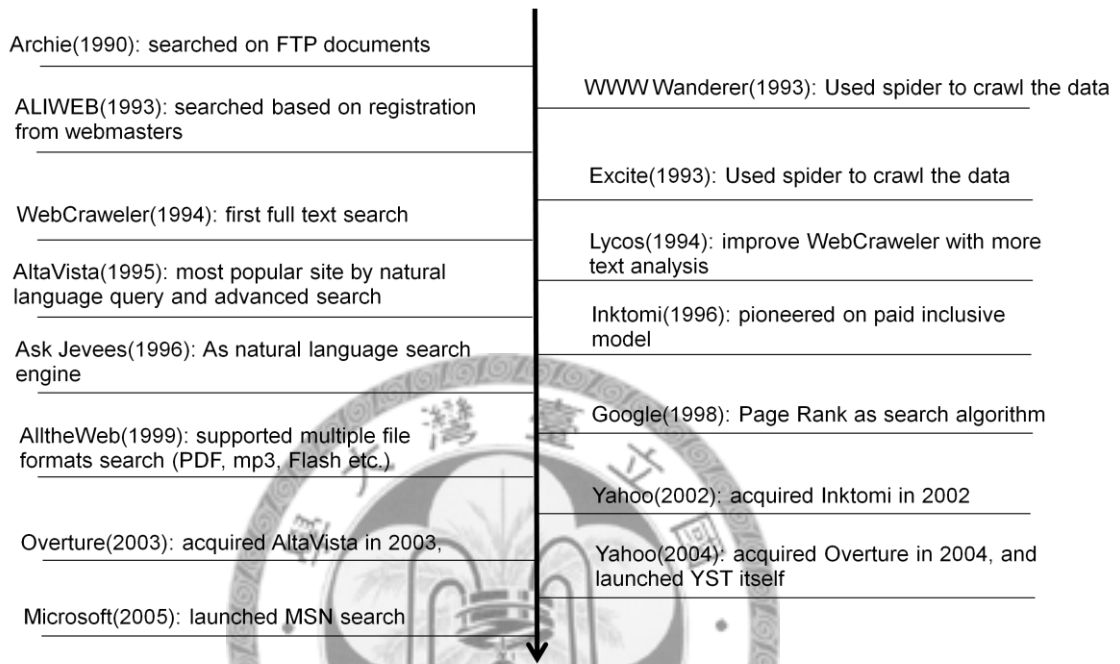 Archie(1990): searched on FTP documents
WWW Wanderer(1993): Used spider to crawl the data
ALIWEB(1993): searched based on registration
from webmasters
Excite(1993): Used spider to crawl the data
WebCraweler(1994): first full text search
Lycos(1994): improve WebCraweler with more
text analysis
AltaVista(1995): most popular site by natural
language query and advanced search
Inktomi(1996): pioneered on paid inclusive
model
Ask Jevees(1996): As natural language search
engine
Google(1998): Page Rank as search algorithm
AlltheWeb(1999): supported multiple file
formats search (PDF, mp3, Flash etc.)
Yahoo(2002): acquired Inktomi in 2002
Overture(2003): acquired AltaVista in 2003,
Yahoo(2004): acquired Overture in 2004, and
launched YST itself
Microsoft(2005): launched MSN search
大灣臺立國